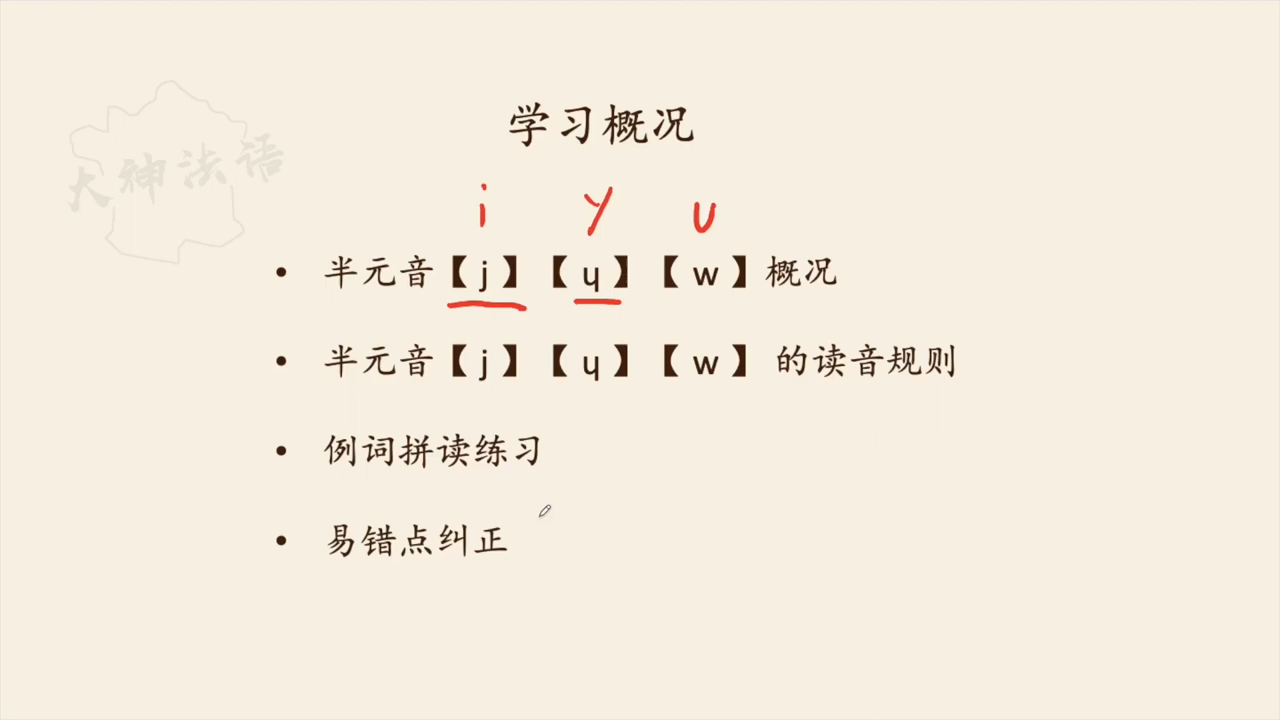 学习概况
大神法语
i y u
• 半元音【j】【ɥ】【w】概况
• 半元音【j】【ɥ】【w】的读音规则
• 例词拼读练习
• 易错点纠正